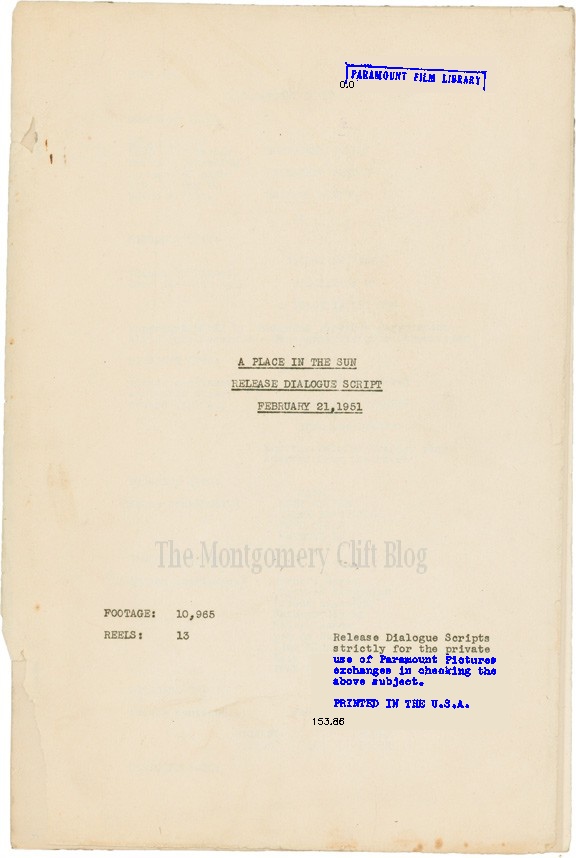 PARAMOUNT FILM LIBRARY
0.0
A PLACE IN THE SUN
RELEASE DIALOGUE SCRIPT
FEBRUARY 21,1951
The Montgomery Clift Blog
FOOTAGE: 10,965
REELS: 13
Release Dialogue Scripts
strictly for the private
use of Paramount Pictures
exchanges in checking the
above subject.
PRINTED IN THE U.S.A.
153.86